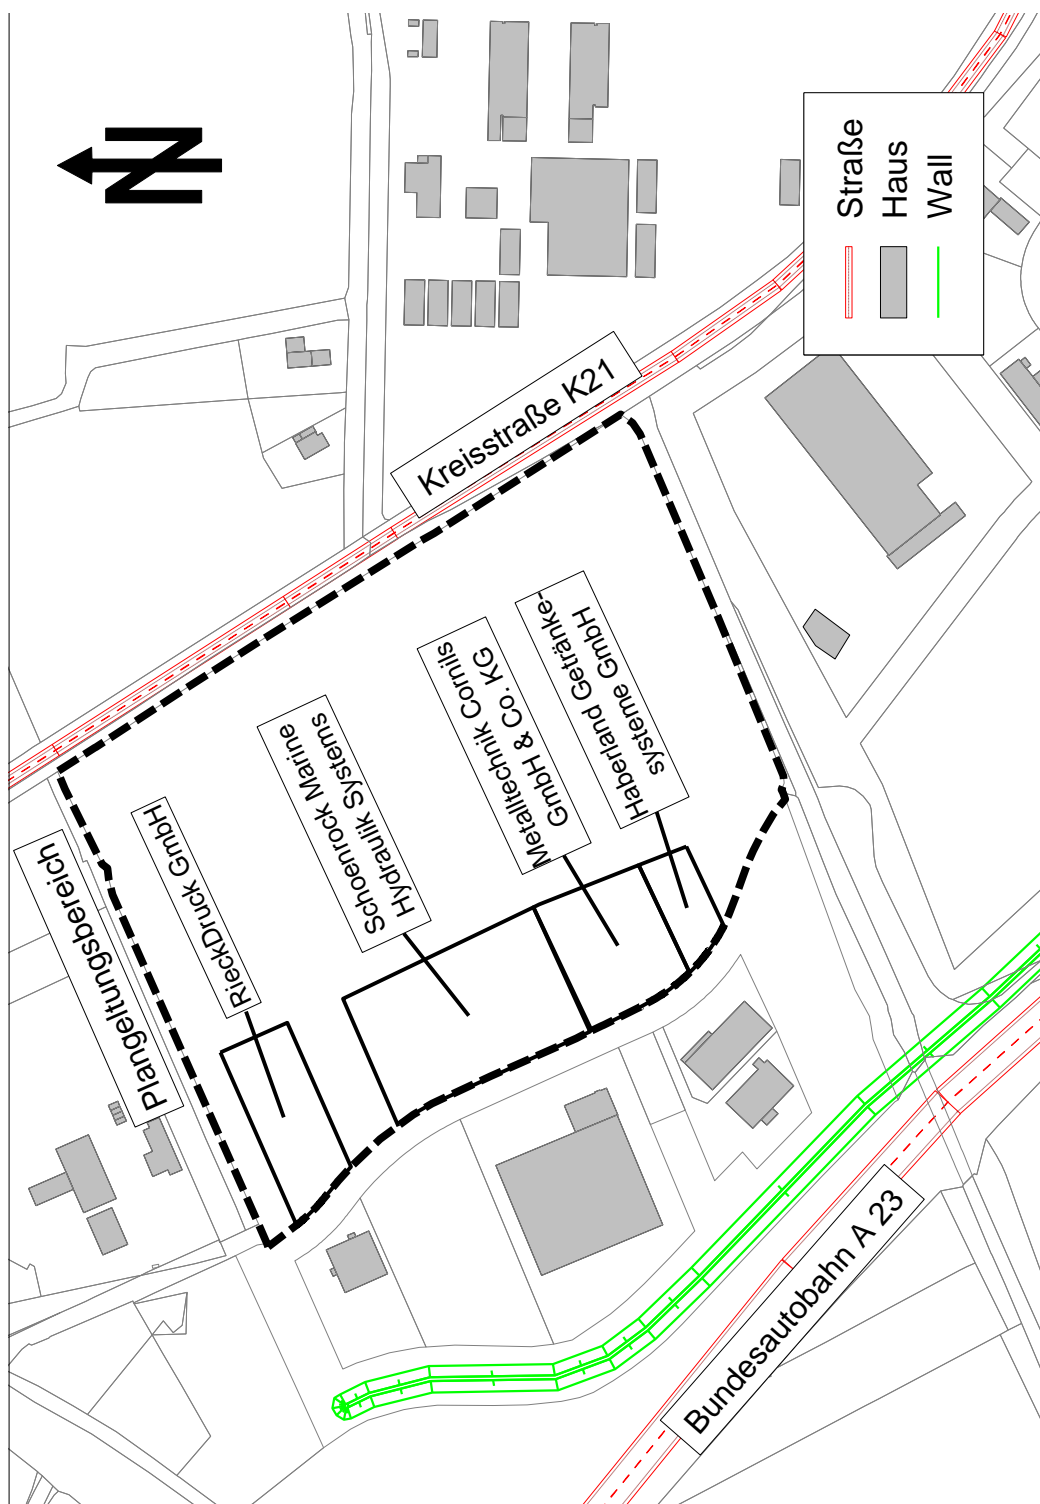 N
Straße
Haus
Wall
Kreisstraße K21
Plangeltungsbereich
RieckDruck GmbH
Schoenrock Marine
Hydraulik Systems
Metalltechnik Cornils
GmbH & Co. KG
Haberland Getränke-
systeme GmbH
Bundesautobahn A 23